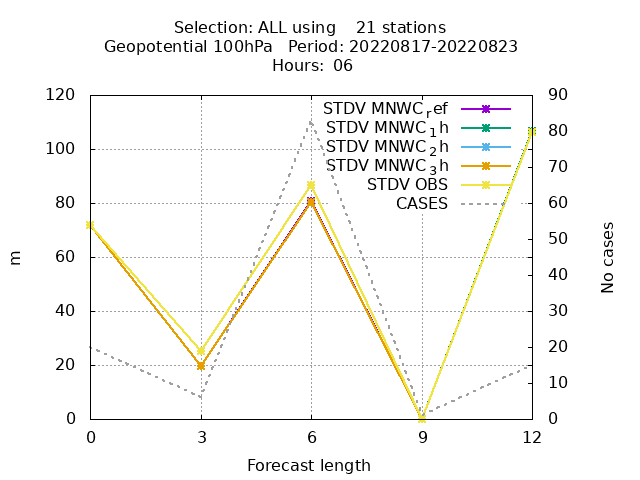 Selection: ALL using    21 stations
Geopotential 100hPa   Period: 20220817-20220823
Hours:  06
120
100
80
60
40
20
0
m
90
80
70
60
50
40
30
20
10
0
No cases
STDV MNWC_ref
STDV MNWC_1h
STDV MNWC_2h
STDV MNWC_3h
STDV OBS
CASES
0 3 6 9 12
Forecast length